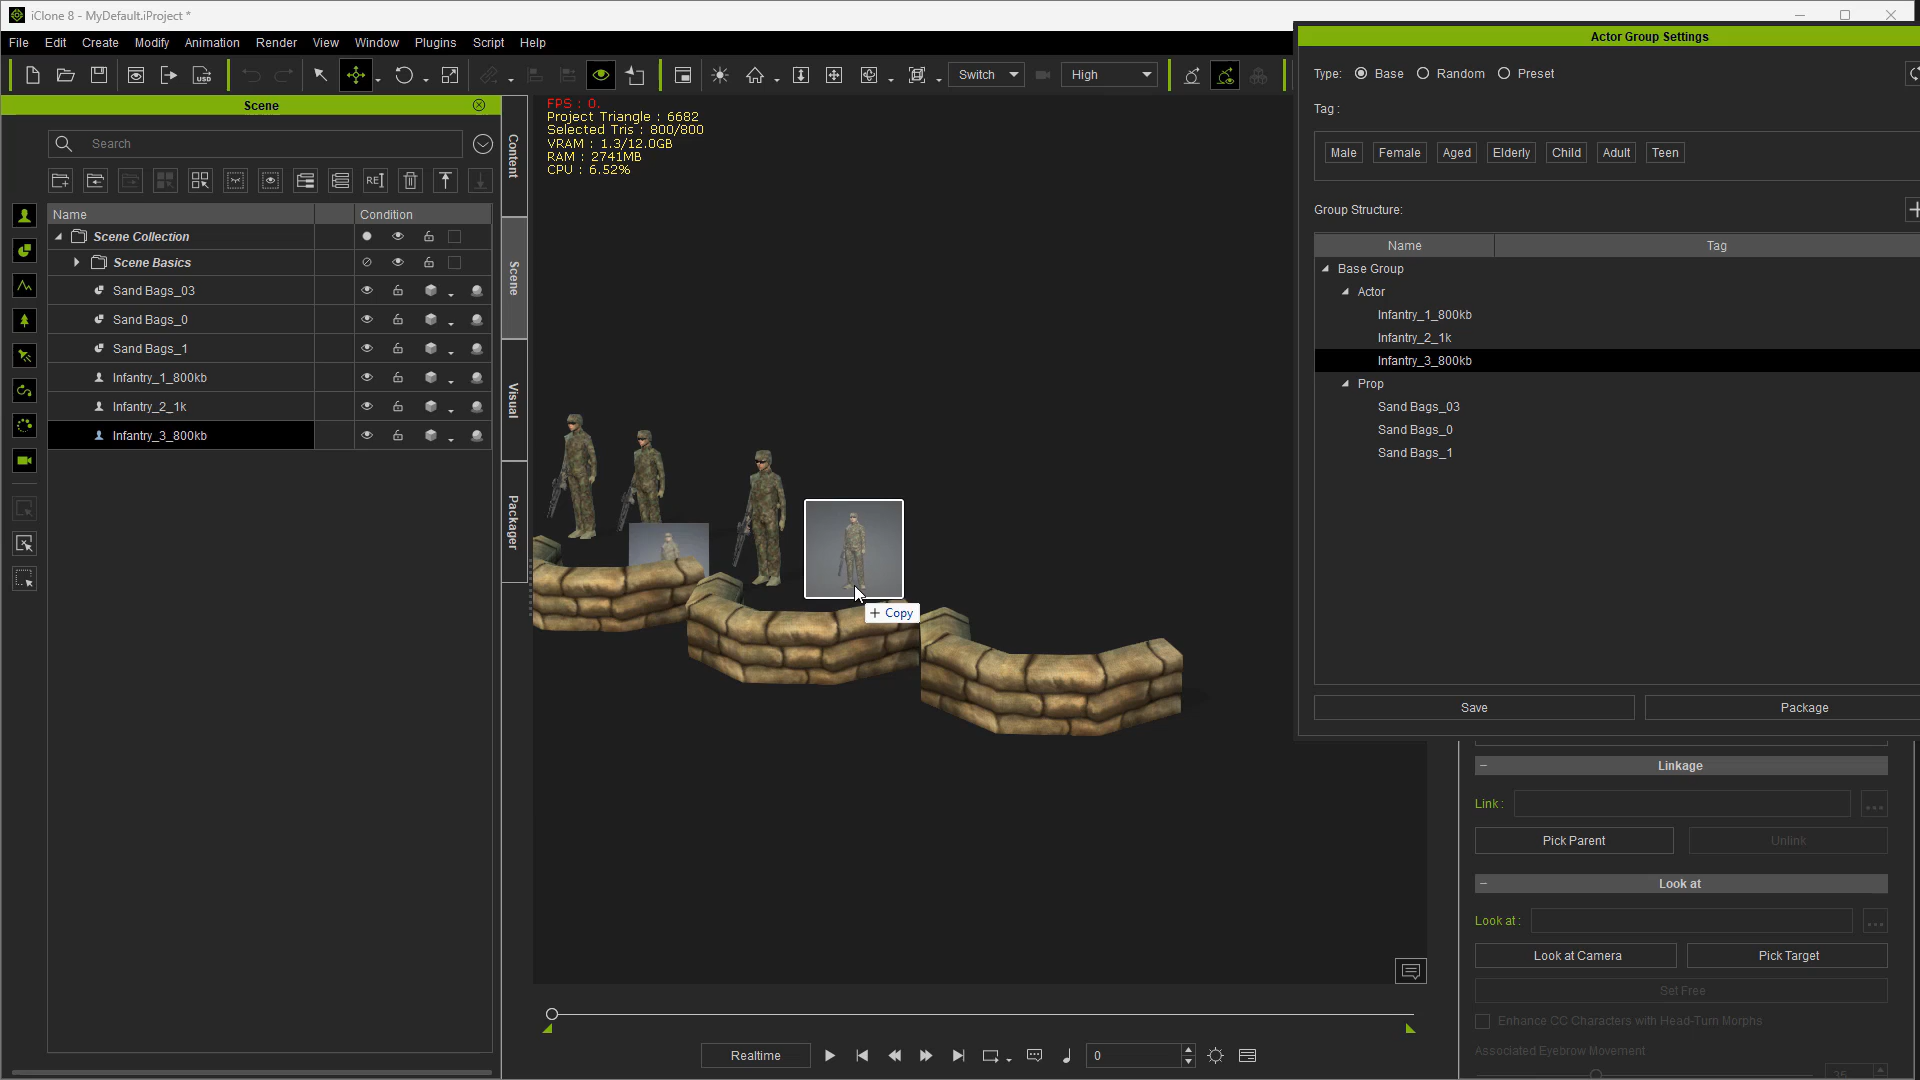 iClone 8 - MyDefault.iProject *
File Edit Create Modify Animation Render View Window Plugins Script Help
Switch
High
Scene
Search
Name
Condition
Scene Collection
Scene Basics
Sand Bags_03
Sand Bags_0
Sand Bags_1
Infantry_1_800kb
Infantry_2_1k
Infantry_3_800kb
Content
Scene
Visual
Packager
FPS : 0.
Project Triangle : 6682
Selected Tris : 800/800
VRAM : 1.3/12.0GB
RAM : 2741MB
CPU : 6.52%
+ Copy
Realtime
0
Actor Group Settings
Type: Base Random Preset
Tag :
Male Female Aged Elderly Child Adult Teen
Group Structure:
Name Tag
Base Group
Actor
Infantry_1_800kb
Infantry_2_1k
Infantry_3_800kb
Prop
Sand Bags_03
Sand Bags_0
Sand Bags_1
Save
Package
Linkage
Link :
Pick Parent
Unlink
Look at
Look at :
Look at Camera
Pick Target
Set Free
Enhance CC Characters with Head-Turn Morphs
Associated Eyebrow Movement
35